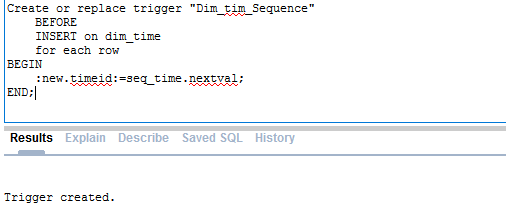 Create or replace trigger "Dim_tim_Sequence"
BEFORE
INSERT on dim_time
for each row
BEGIN
:new.timeid:=seq_time.nextval;
END;
Results Explain Describe Saved SQL History
Trigger created.